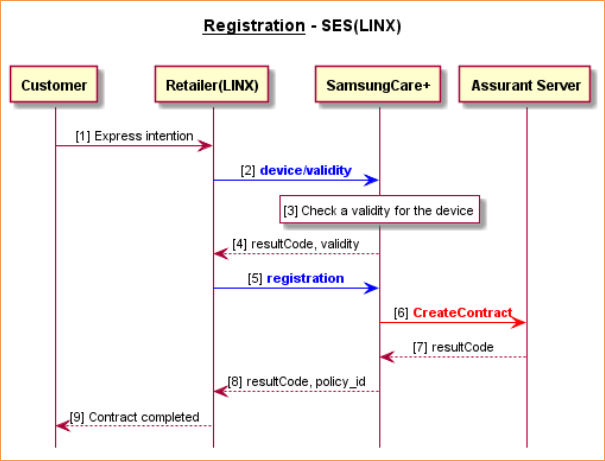 Registration - SES(LINX)
Customer
Retailer(LINX)
SamsungCare+
Assurant Server
[1] Express intention
[2] device/validity
[3] Check a validity for the device
[4] resultCode, validity
[5] registration
[6] CreateContract
[7] resultCode
[8] resultCode, policy_id
[9] Contract completed